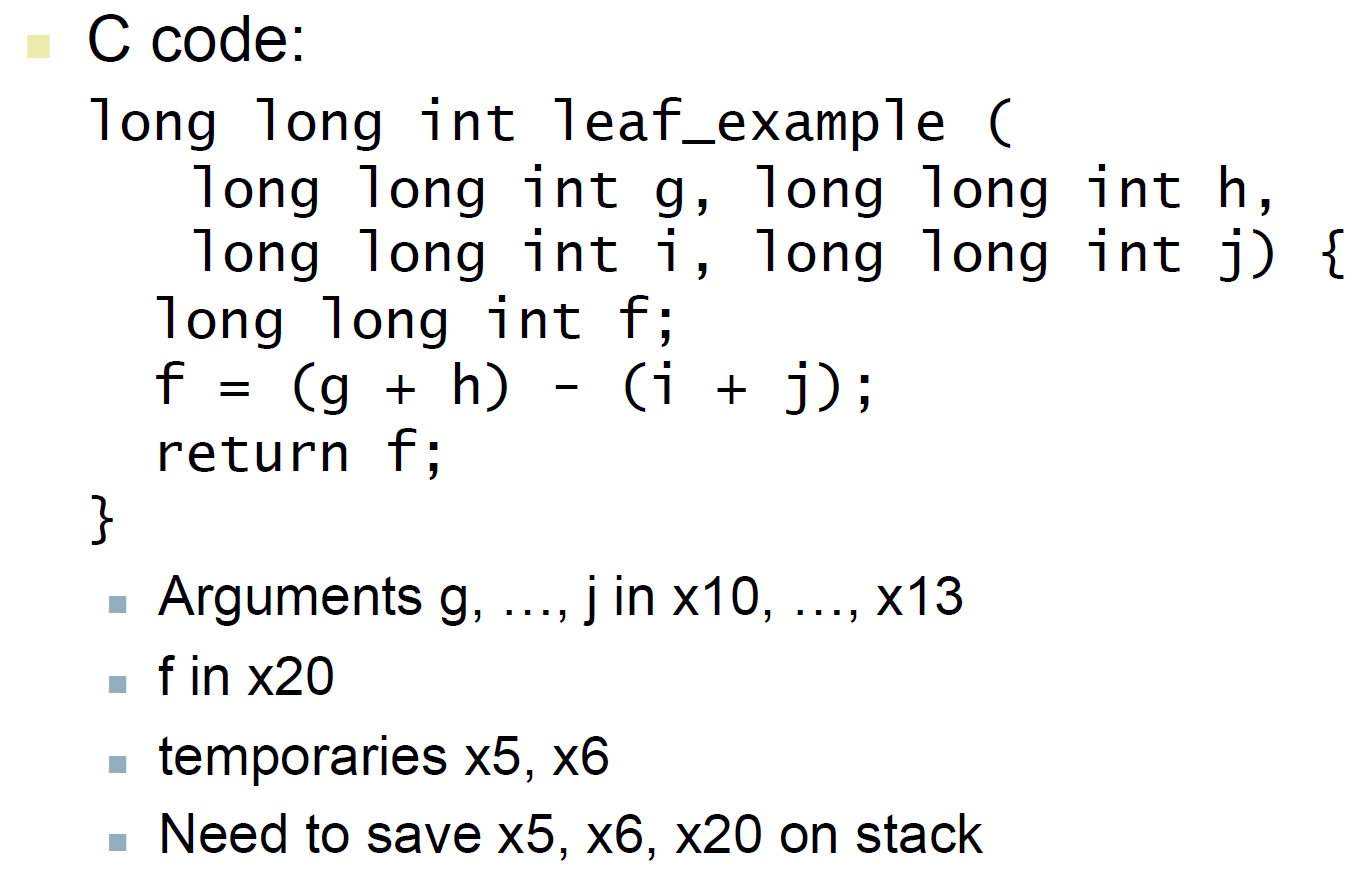 C code:
long long int leaf_example (
long long int g, long long int h,
long long int i, long long int j) {
long long int f;
f = (g + h) - (i + j);
return f;
}
Arguments g, …, j in x10, …, x13
f in x20
temporaries x5, x6
Need to save x5, x6, x20 on stack